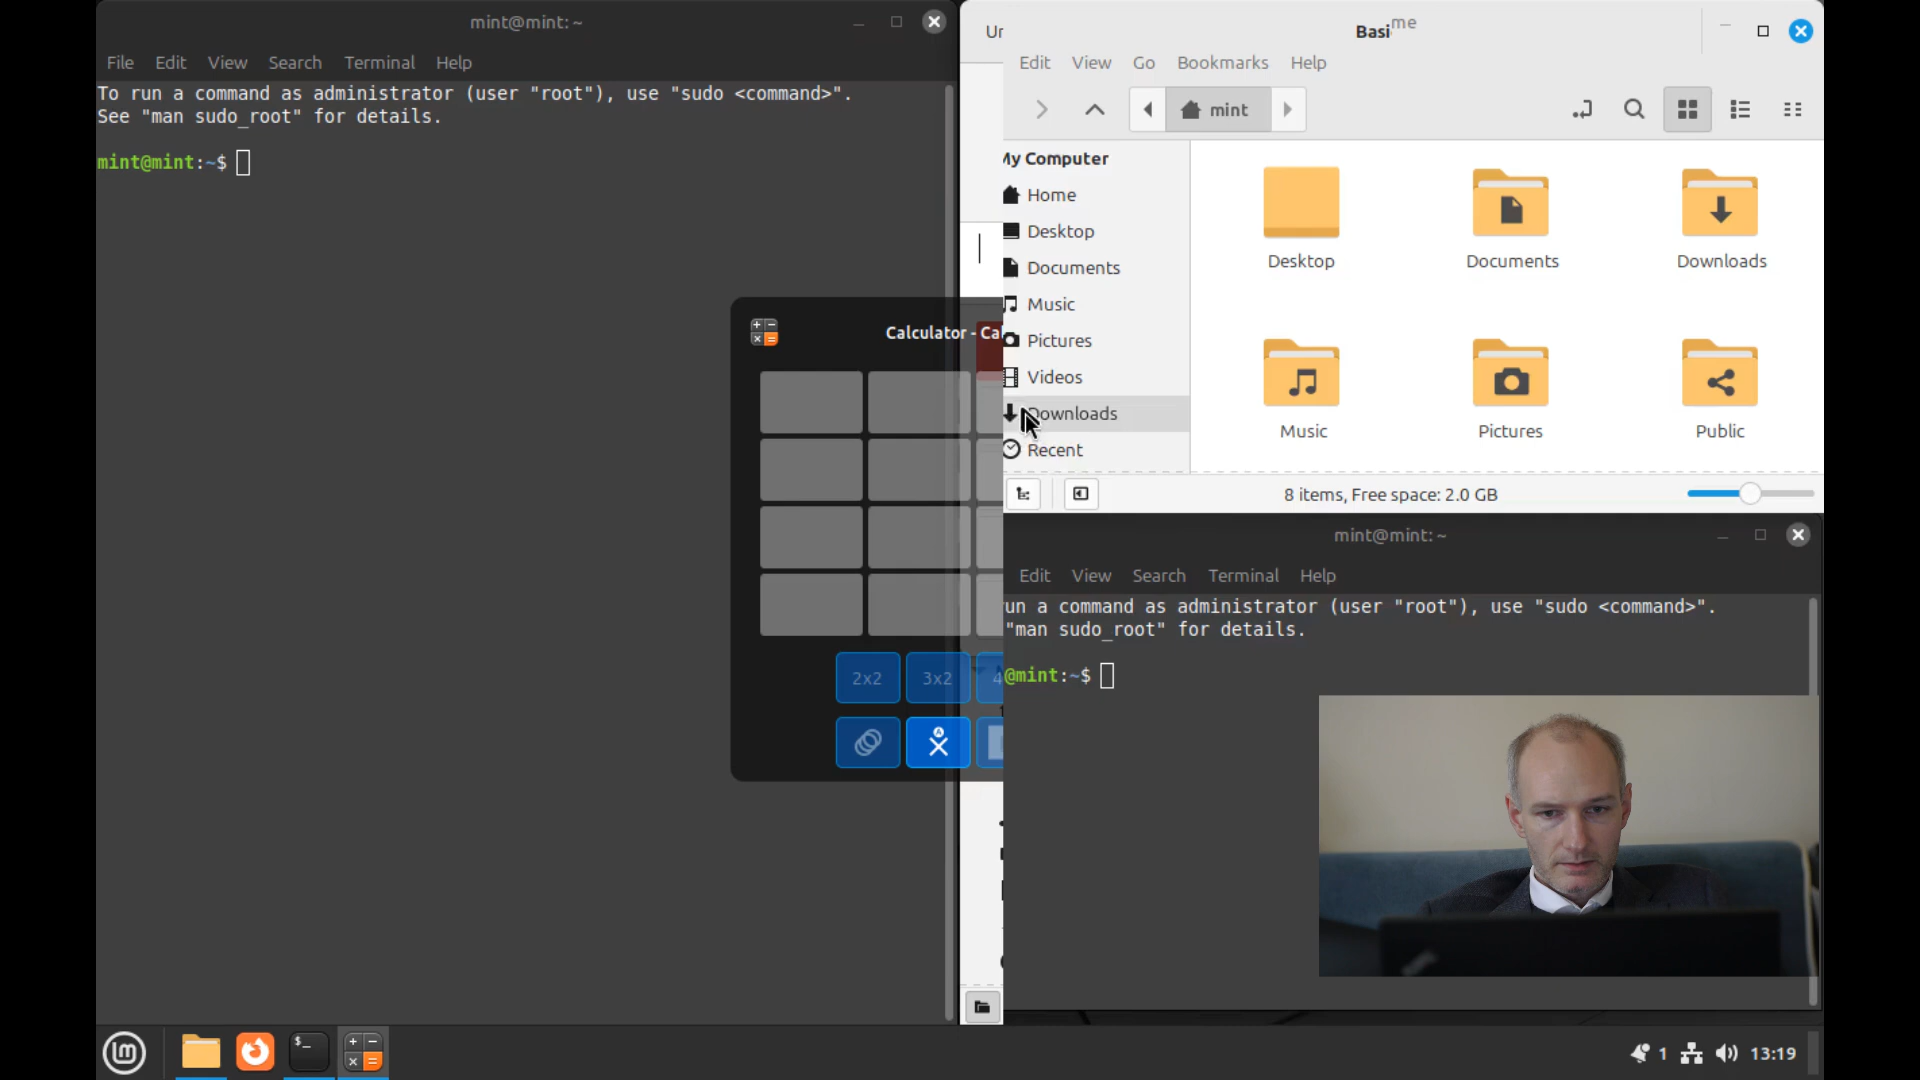 mint@mint: ~
File Edit View Search Terminal Help
To run a command as administrator (user "root"), use "sudo <command>".
See "man sudo_root" for details.
mint@mint:~$
Basi
me
Edit View Go Bookmarks Help
mint
My Computer
Home
Desktop
Documents
Music
Pictures
Videos
Downloads
Recent
Desktop
Documents
Downloads
Music
Pictures
Public
8 items, Free space: 2.0 GB
Calculator - Cal
2x2
3x2
4
mint@mint: ~
Edit View Search Terminal Help
un a command as administrator (user "root"), use "sudo <command>".
"man sudo_root" for details.
@mint:~$
1
13:19